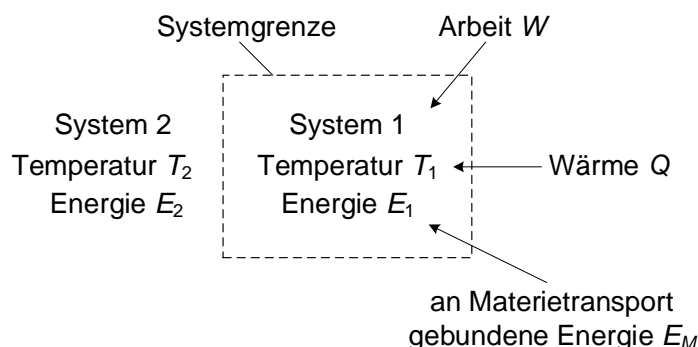 Systemgrenze
Arbeit W
System 2
Temperatur T₂
Energie E₂
System 1
Temperatur T₁
Energie E₁
Wärme Q
an Materietransport
gebundene Energie E_M